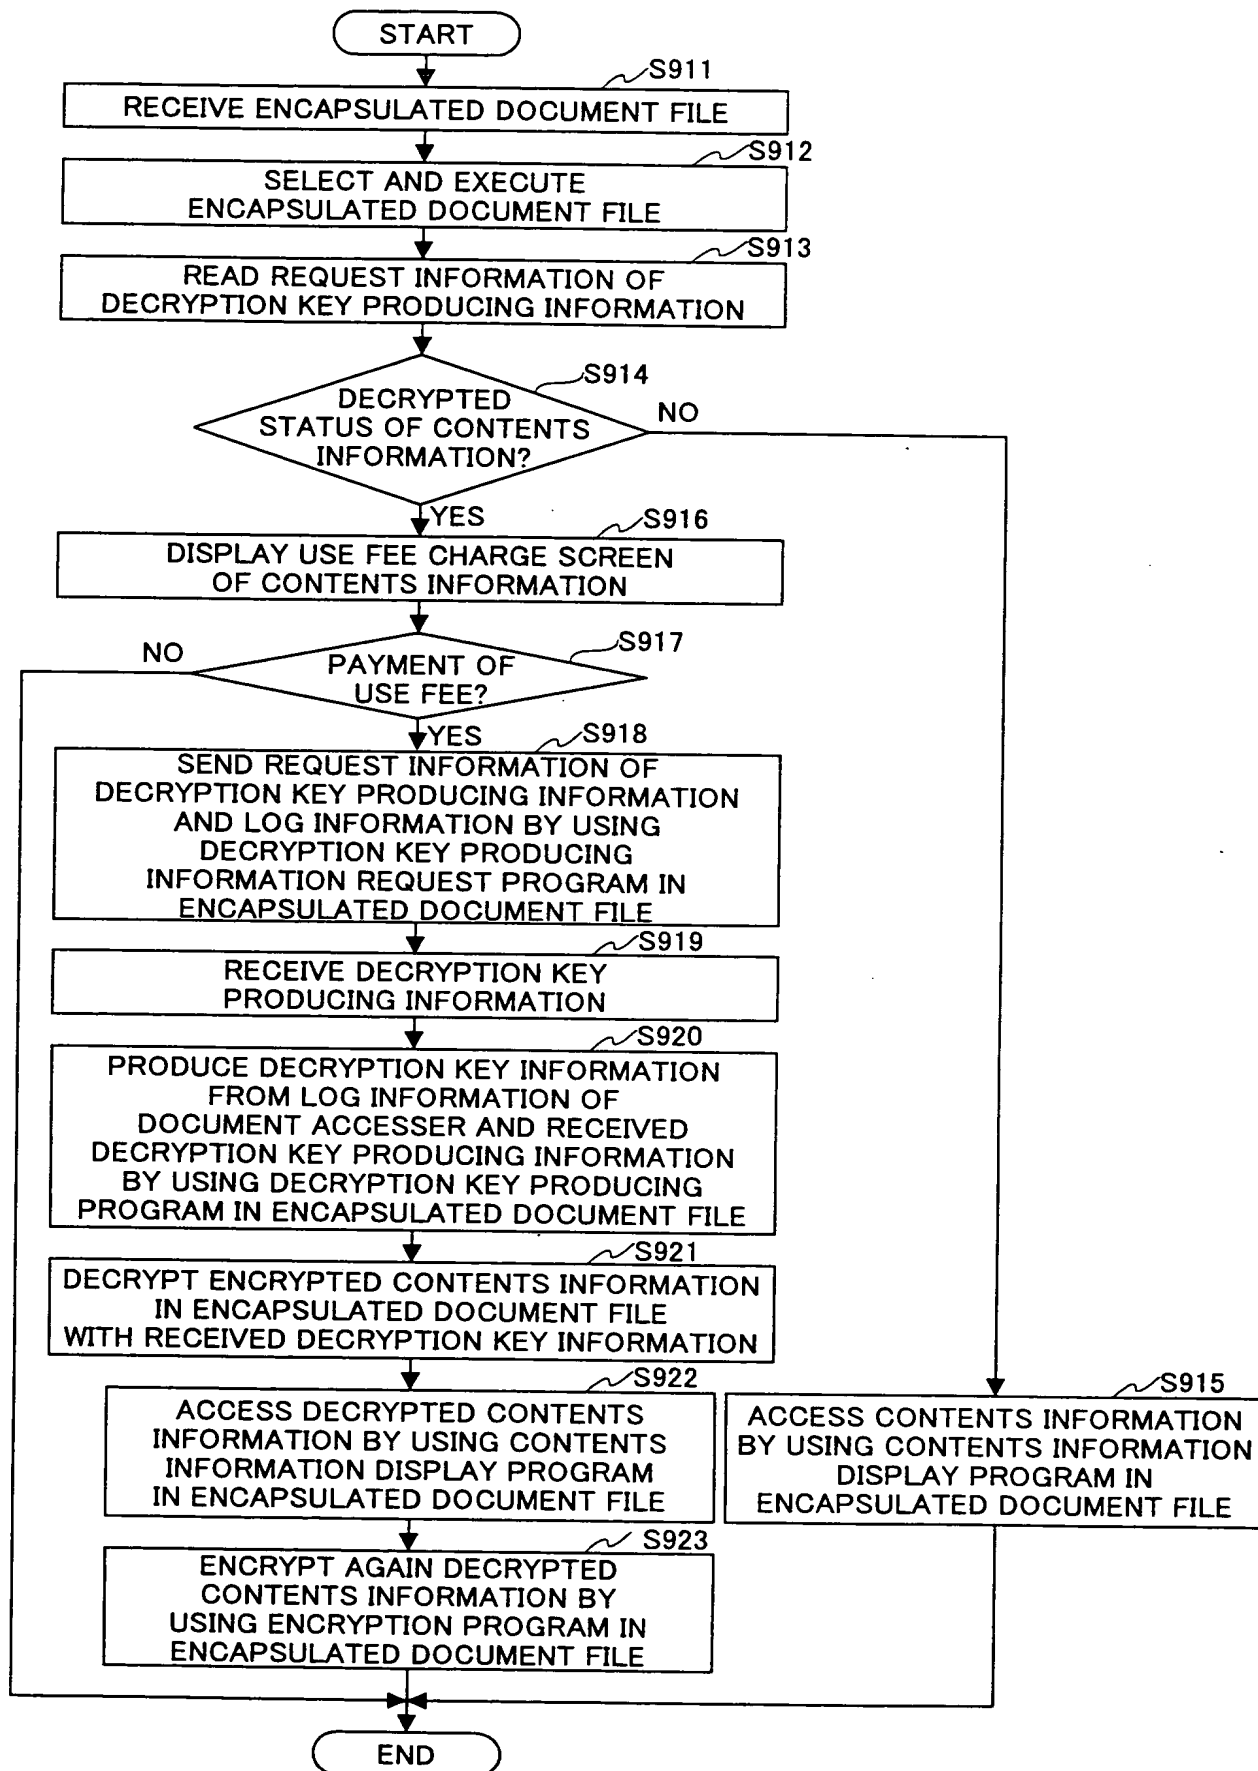 START
S911
RECEIVE ENCAPSULATED DOCUMENT FILE
S912
SELECT AND EXECUTE
ENCAPSULATED DOCUMENT FILE
S913
READ REQUEST INFORMATION OF
DECRYPTION KEY PRODUCING INFORMATION
S914
DECRYPTED
STATUS OF CONTENTS
INFORMATION?
NO
YES
S916
DISPLAY USE FEE CHARGE SCREEN
OF CONTENTS INFORMATION
S917
NO
PAYMENT OF
USE FEE?
YES
S918
SEND REQUEST INFORMATION OF
DECRYPTION KEY PRODUCING INFORMATION
AND LOG INFORMATION BY USING
DECRYPTION KEY PRODUCING
INFORMATION REQUEST PROGRAM IN
ENCAPSULATED DOCUMENT FILE
S919
RECEIVE DECRYPTION KEY
PRODUCING INFORMATION
S920
PRODUCE DECRYPTION KEY INFORMATION
FROM LOG INFORMATION OF
DOCUMENT ACCESSER AND RECEIVED
DECRYPTION KEY PRODUCING INFORMATION
BY USING DECRYPTION KEY PRODUCING
PROGRAM IN ENCAPSULATED DOCUMENT FILE
S921
DECRYPT ENCRYPTED CONTENTS INFORMATION
IN ENCAPSULATED DOCUMENT FILE
WITH RECEIVED DECRYPTION KEY INFORMATION
S922
ACCESS DECRYPTED CONTENTS
INFORMATION BY USING CONTENTS
INFORMATION DISPLAY PROGRAM
IN ENCAPSULATED DOCUMENT FILE
S915
ACCESS CONTENTS INFORMATION
BY USING CONTENTS INFORMATION
DISPLAY PROGRAM IN
ENCAPSULATED DOCUMENT FILE
S923
ENCRYPT AGAIN DECRYPTED
CONTENTS INFORMATION BY
USING ENCRYPTION PROGRAM IN
ENCAPSULATED DOCUMENT FILE
END